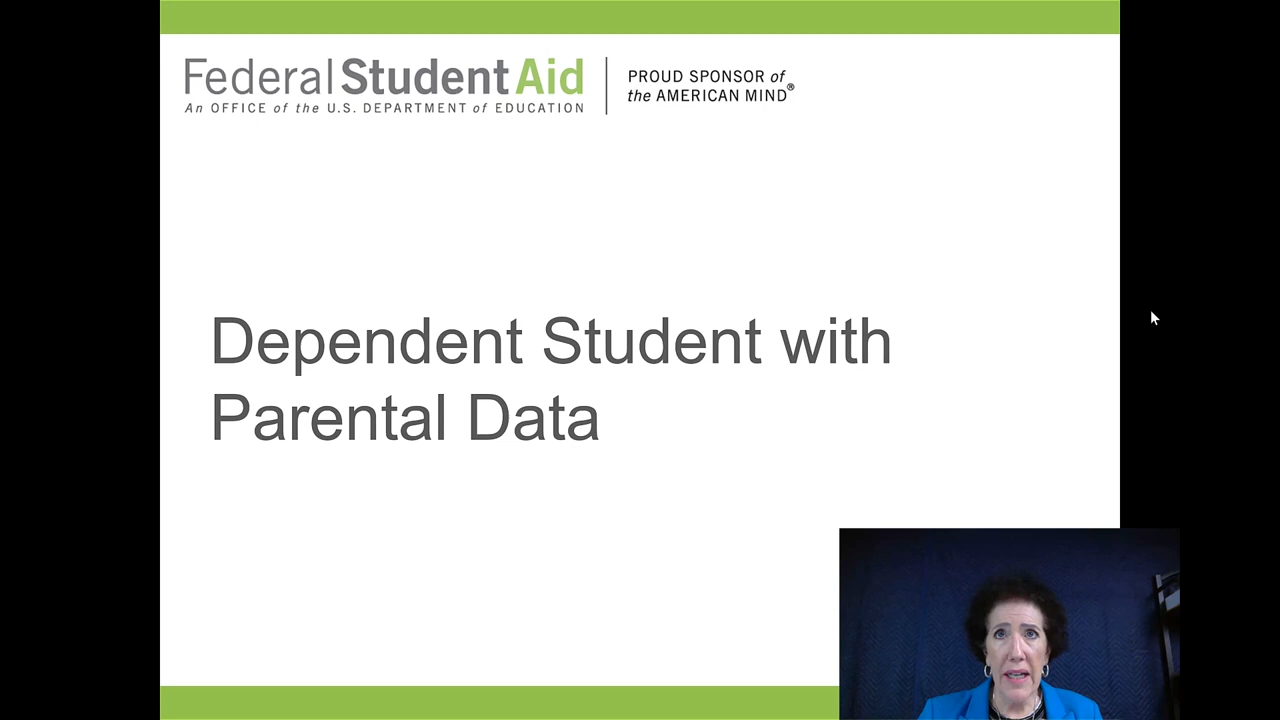 Federal Student Aid
An OFFICE of the U.S. DEPARTMENT of EDUCATION
PROUD SPONSOR of
the AMERICAN MIND®
Dependent Student with
Parental Data